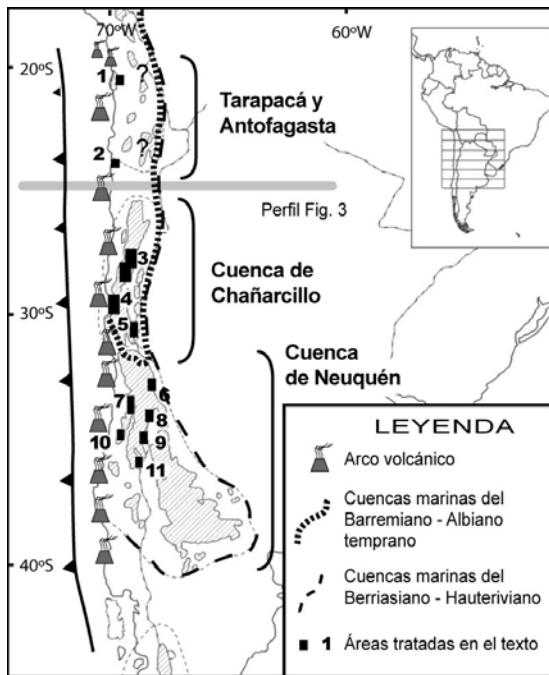 70ºW
60ºW
20ºS
1
?
Tarapacá y
Antofagasta
2
?
Perfil Fig. 3
3
Cuenca de
Chañarcillo
4
30ºS
5
Cuenca
de Neuquén
6
7
8
10
9
11
40ºS
LEYENDA
Arco volcánico
Cuencas marinas del
Barremiano - Albiano
temprano
Cuencas marinas del
Berriasiano - Hauteriviano
1 Áreas tratadas en el texto